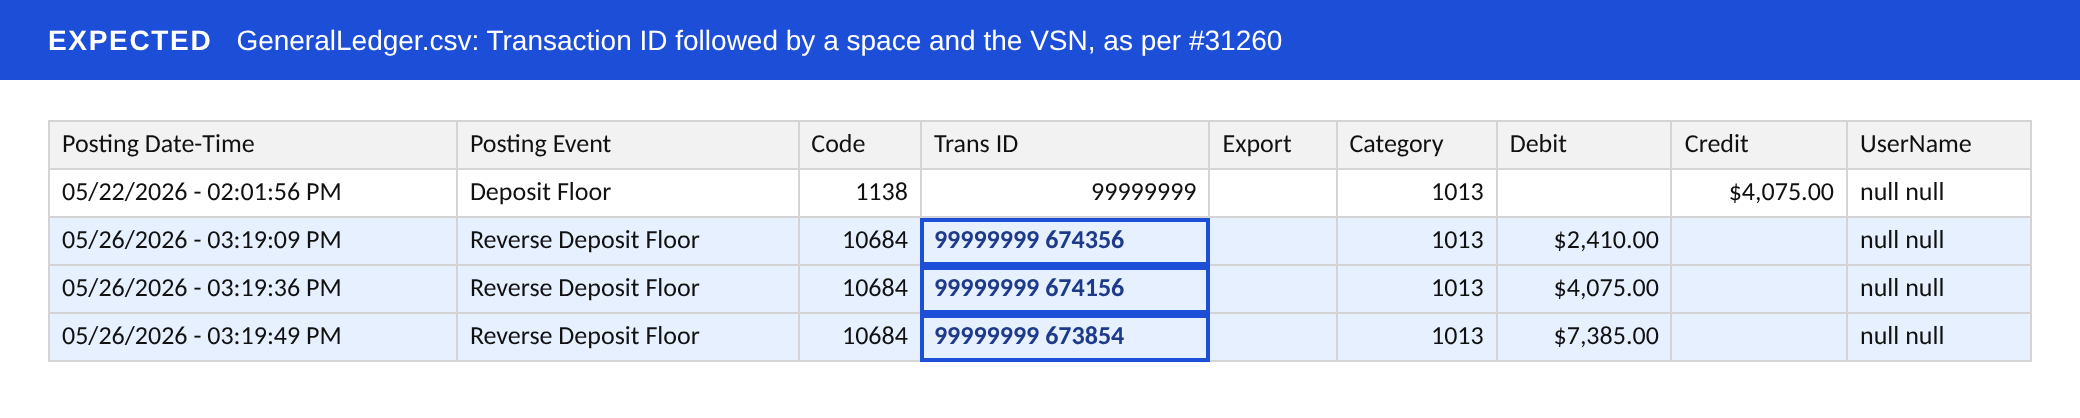 EXPECTED GeneralLedger.csv: Transaction ID followed by a space and the VSN, as per #31260
Posting Date-Time Posting Event Code Trans ID Export Category Debit Credit UserName
05/22/2026 - 02:01:56 PM Deposit Floor 1138 99999999 1013 $4,075.00 null null
05/26/2026 - 03:19:09 PM Reverse Deposit Floor 10684 99999999 674356 1013 $2,410.00 null null
05/26/2026 - 03:19:36 PM Reverse Deposit Floor 10684 99999999 674156 1013 $4,075.00 null null
05/26/2026 - 03:19:49 PM Reverse Deposit Floor 10684 99999999 673854 1013 $7,385.00 null null